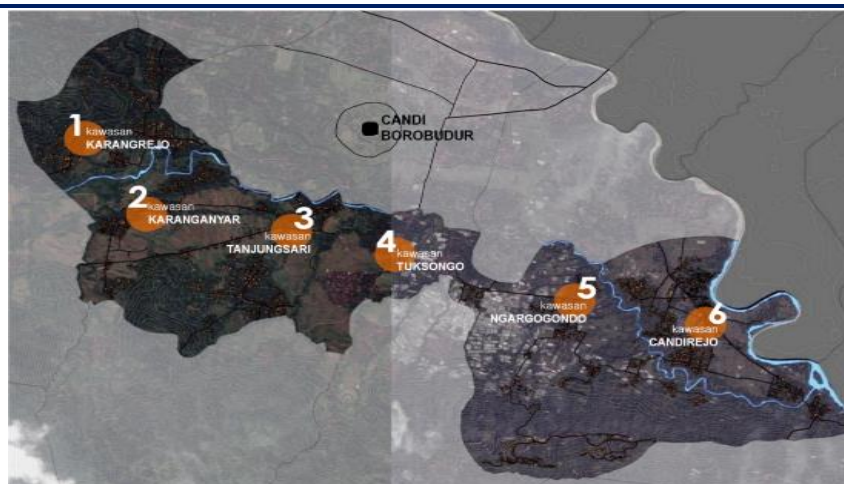 CANDI
BOROBUDUR
1
kawasan
KARANGREJO
2
kawasan
KARANGANYAR
3
kawasan
TANJUNGSARI
4
kawasan
TUKSONGO
5
kawasan
NGARGOGONDO
6
kawasan
CANDIREJO